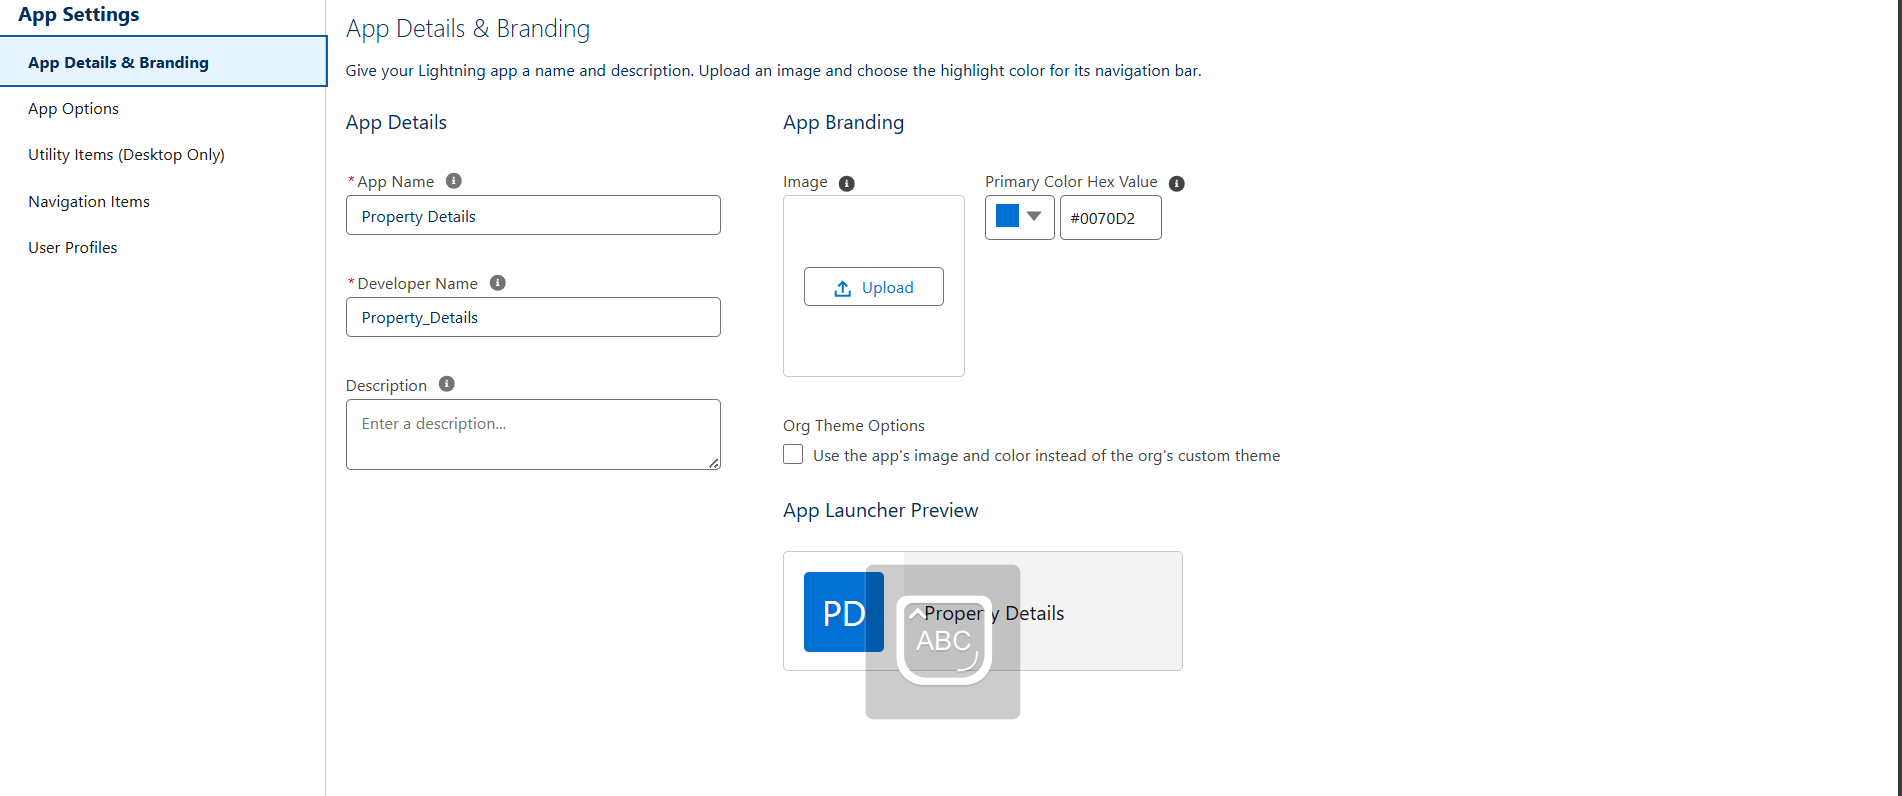 App Settings
App Details & Branding
App Options
Utility Items (Desktop Only)
Navigation Items
User Profiles
App Details & Branding
Give your Lightning app a name and description. Upload an image and choose the highlight color for its navigation bar.
App Details
*App Name
Property Details
*Developer Name
Property_Details
Description
Enter a description...
App Branding
Image
Upload
Primary Color Hex Value
#0070D2
Org Theme Options
Use the app's image and color instead of the org's custom theme
App Launcher Preview
PD
Property Details
ABC